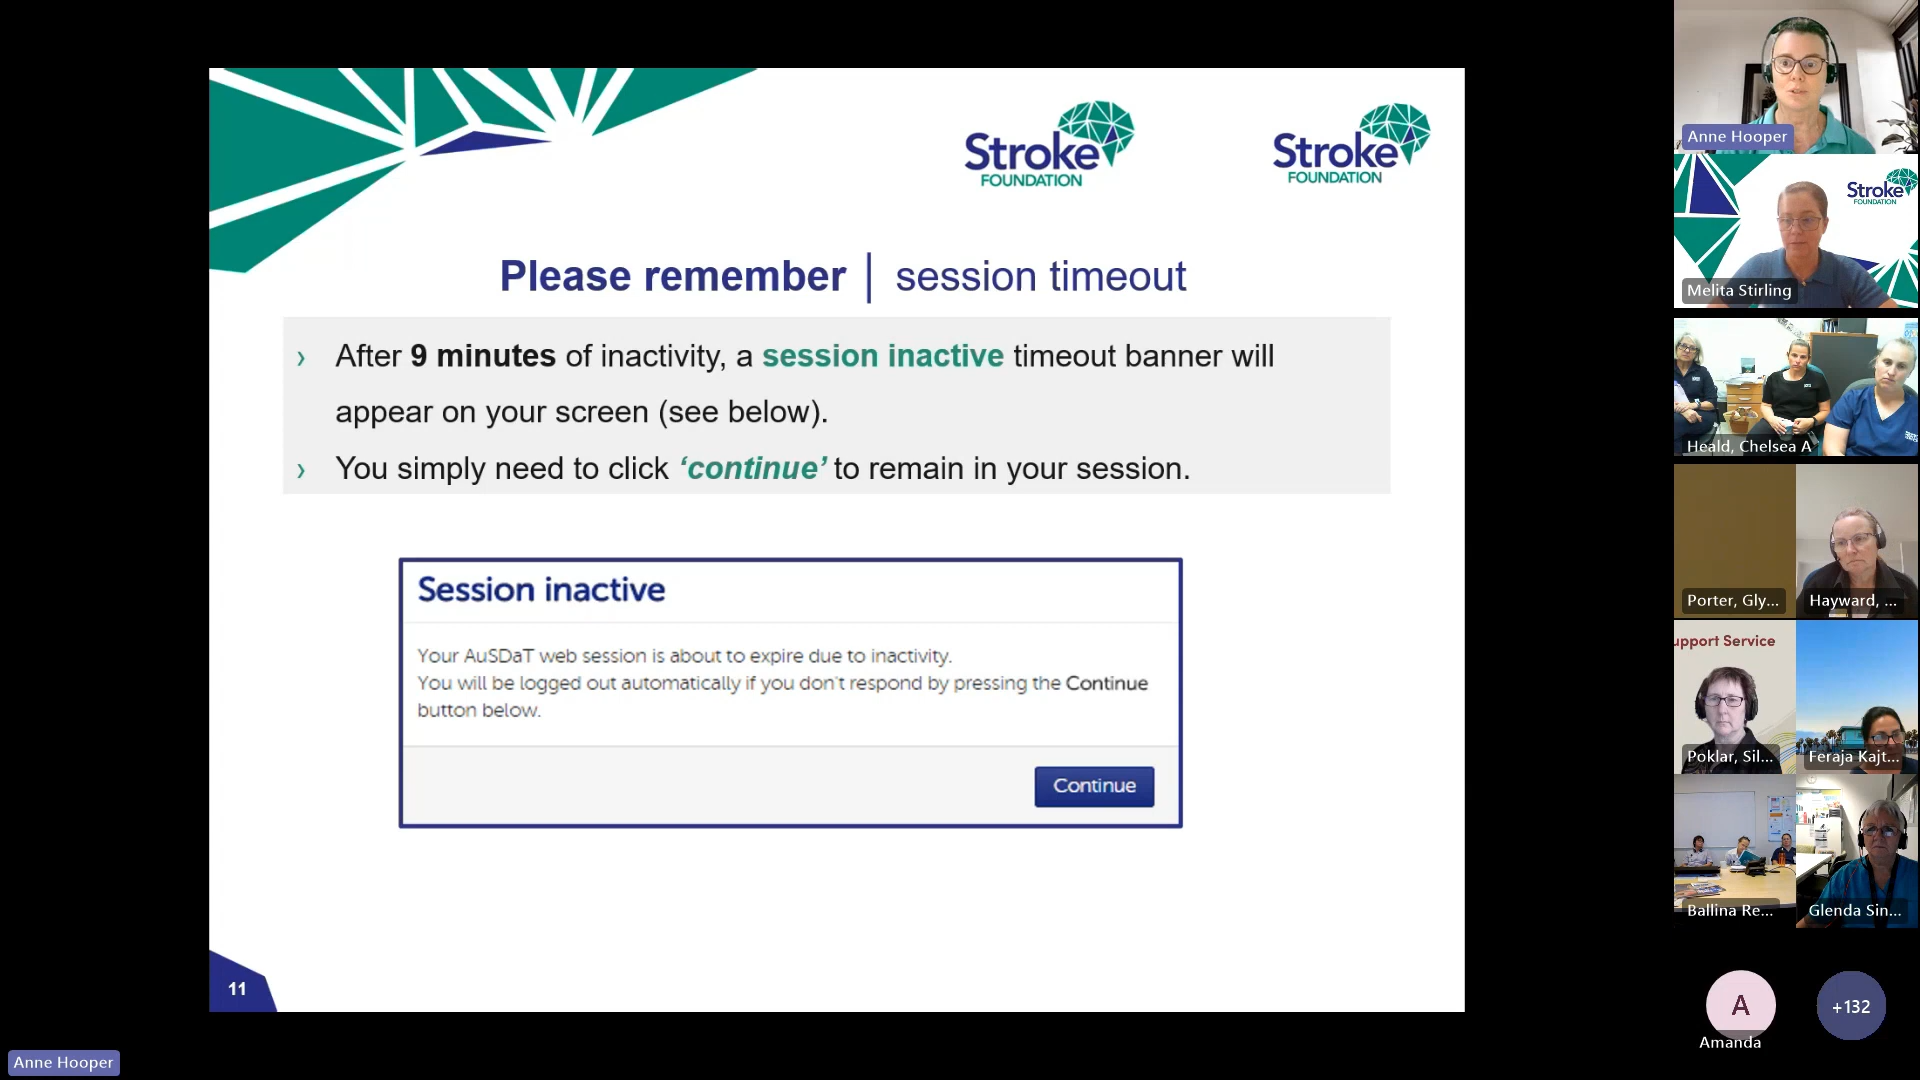 Stroke
FOUNDATION
Stroke
FOUNDATION
Please remember | session timeout
› After 9 minutes of inactivity, a session inactive timeout banner will
appear on your screen (see below).
› You simply need to click ‘continue’ to remain in your session.
Session inactive
Your AuSDaT web session is about to expire due to inactivity.
You will be logged out automatically if you don't respond by pressing the Continue
button below.
Continue
11
Anne Hooper
Anne Hooper
Stroke
FOUNDATION
Melita Stirling
Heald, Chelsea A
Porter, Gly...
Hayward, ...
upport Service
Poklar, Sil...
Feraja Kajt...
Ballina Re...
Glenda Sin...
A
Amanda
+132